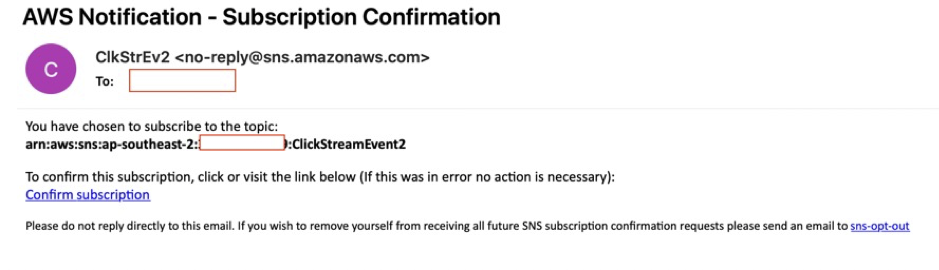 AWS Notification - Subscription Confirmation
C
ClkStrEv2 <no-reply@sns.amazonaws.com>
To:
You have chosen to subscribe to the topic:
arn:aws:sns:ap-southeast-2: :ClickStreamEvent2
To confirm this subscription, click or visit the link below (If this was in error no action is necessary):
Confirm subscription
Please do not reply directly to this email. If you wish to remove yourself from receiving all future SNS subscription confirmation requests please send an email to sns-opt-out